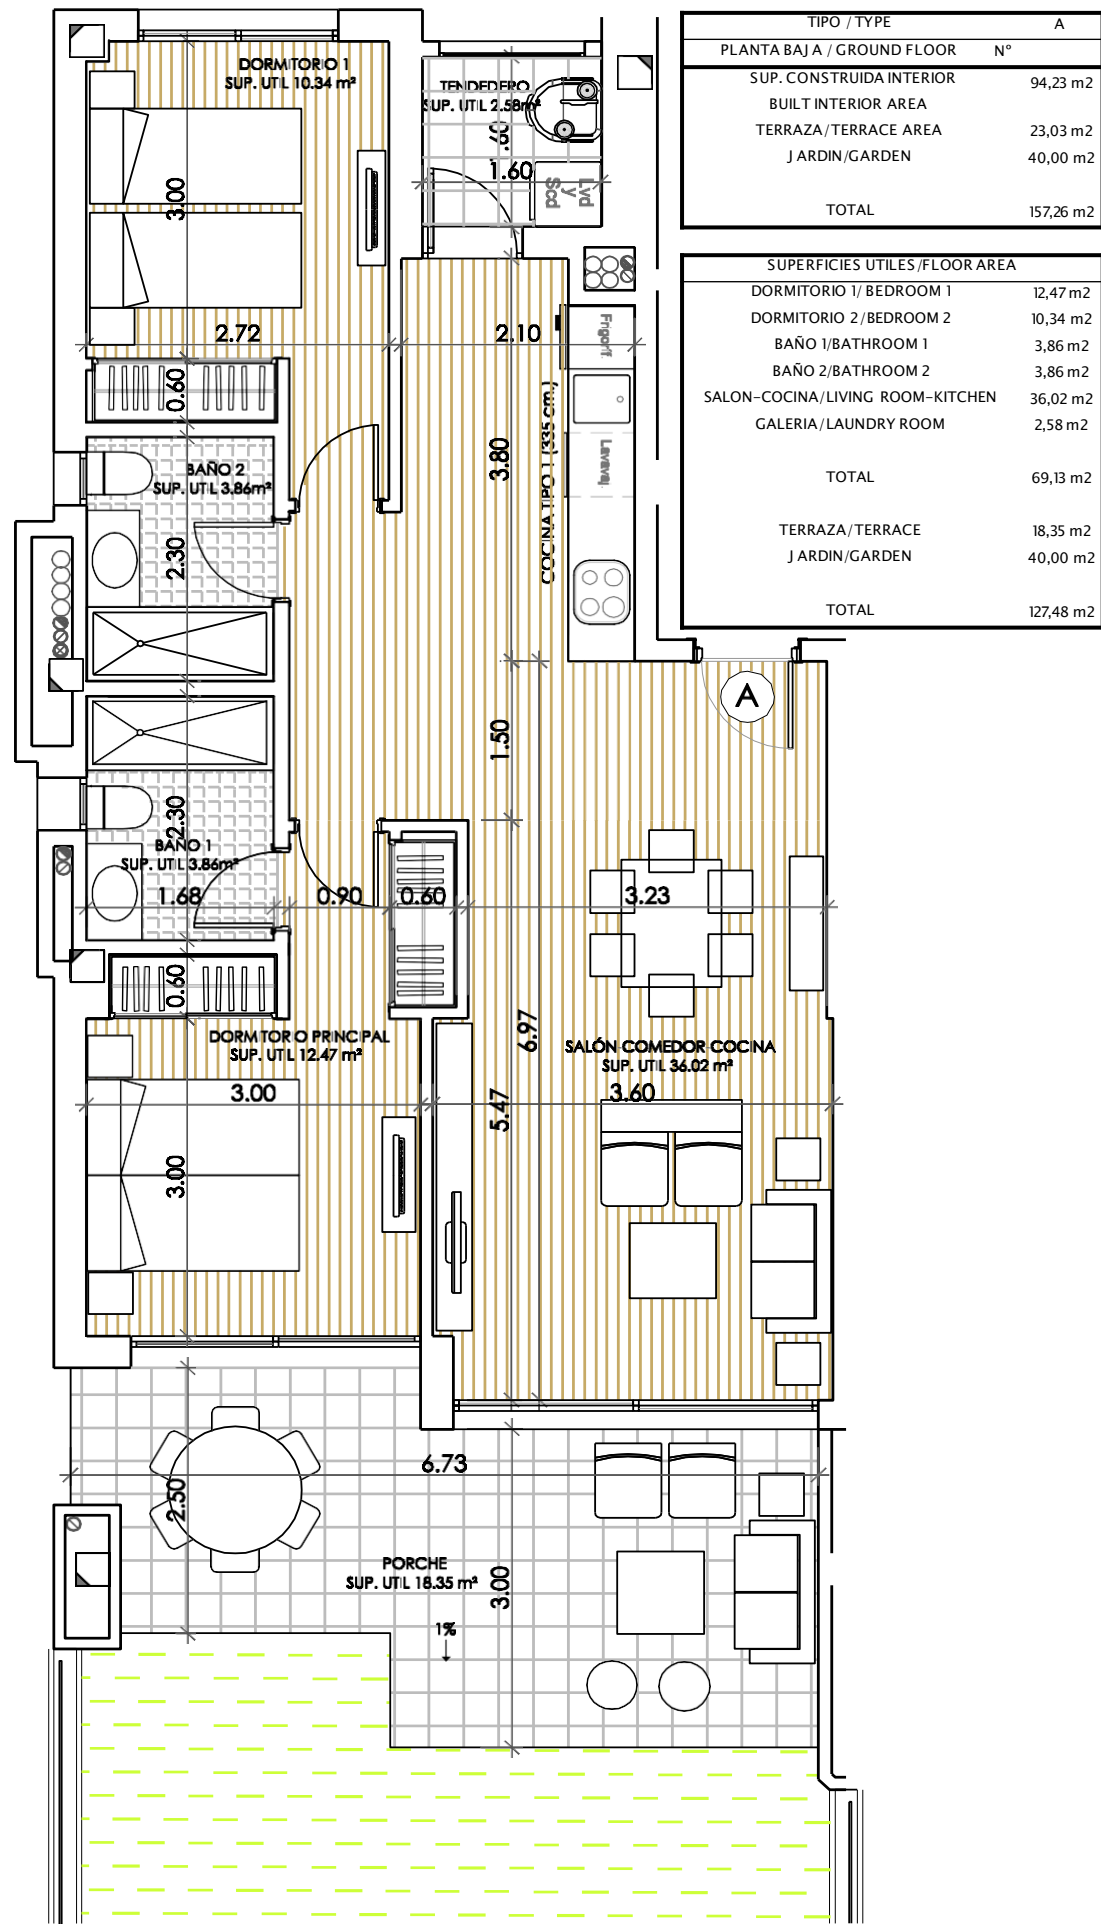 TIPO / TYPE A
PLANTA BAJA / GROUND FLOOR N°
SUP. CONSTRUIDA INTERIOR 94,23 m2
BUILT INTERIOR AREA
TERRAZA/TERRACE AREA 23,03 m2
JARDIN/GARDEN 40,00 m2
TOTAL 157,26 m2
SUPERFICIES UTILES/FLOOR AREA
DORMITORIO 1/ BEDROOM 1 12,47 m2
DORMITORIO 2/BEDROOM 2 10,34 m2
BAÑO 1/BATHROOM 1 3,86 m2
BAÑO 2/BATHROOM 2 3,86 m2
SALON-COCINA/LIVING ROOM-KITCHEN 36,02 m2
GALERIA/LAUNDRY ROOM 2,58 m2
TOTAL 69,13 m2
TERRAZA/TERRACE 18,35 m2
JARDIN/GARDEN 40,00 m2
TOTAL 127,48 m2
DORMITORIO 1
SUP. UTIL 10.34 m²
3.00
2.72
0.60
TENDEDERO
SUP. UTIL 2.58m²
1.60
Lvd
y
Scd
2.10
Frigorif.
Lavavaj.
COCINA TIPO 1 (335 cm.)
3.80
BAÑO 2
SUP. UTIL 3.86m²
2.30
1.50
A
2.30
BAÑO 1
SUP. UTIL 3.86m²
1.68
0.90
0.60
3.23
0.60
DORMITORIO PRINCIPAL
SUP. UTIL 12.47 m²
3.00
3.00
6.97
5.47
SALÓN-COMEDOR-COCINA
SUP. UTIL 36.02 m²
3.60
6.73
2.50
PORCHE
SUP. UTIL 18.35 m²
3.00
1%